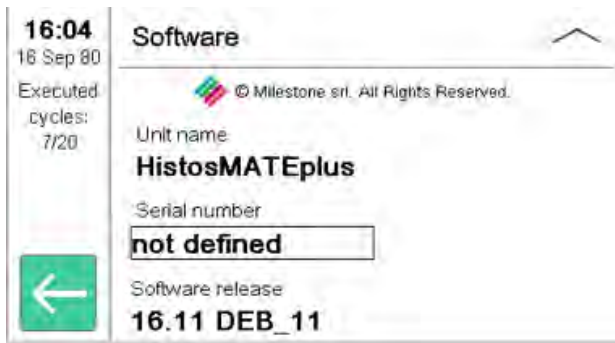 16:04
16 Sep 80
Executed
cycles:
7/20
Software
© Milestone srl. All Rights Reserved.
Unit name
HistosMATEplus
Serial number
not defined
Software release
16.11 DEB_11